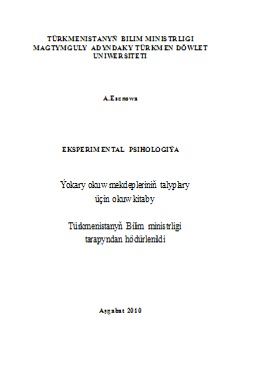 TÜRKMENISTANYŇ BILIM MINISTRLIGI
MAGTYMGULY ADYNDAKY TÜRKMEN DÖWLET
UNIWERSITETI
A.Esenowa
EKSPERIMENTAL PSIHOLOGIÝA
Ýokary okuw mekdepleriniň talyplary
üçin okuw kitaby
Türkmenistanyň Bilim ministrligi
tarapyndan hödürlenildi
Aşgabat 2010